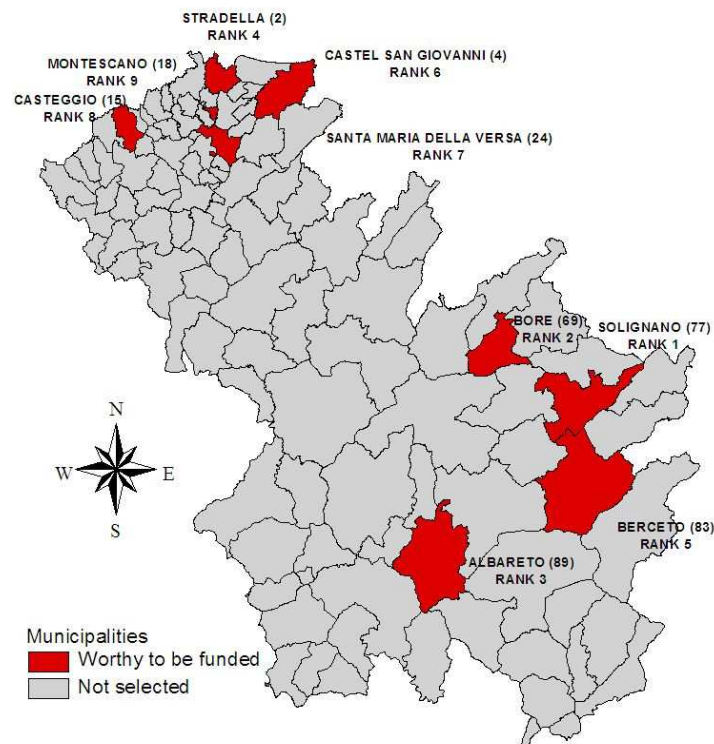 STRADELLA (2)
RANK 4
CASTEL SAN GIOVANNI (4)
RANK 6
MONTESCANO (18)
RANK 9
CASTEGGIO (15)
RANK 8
SANTA MARIA DELLA VERSA (24)
RANK 7
BORE (69)
RANK 2
SOLIGNANO (77)
RANK 1
N
W E
S
BERCETO (83)
RANK 5
ALBARETO (89)
RANK 3
Municipalities
Worthy to be funded
Not selected